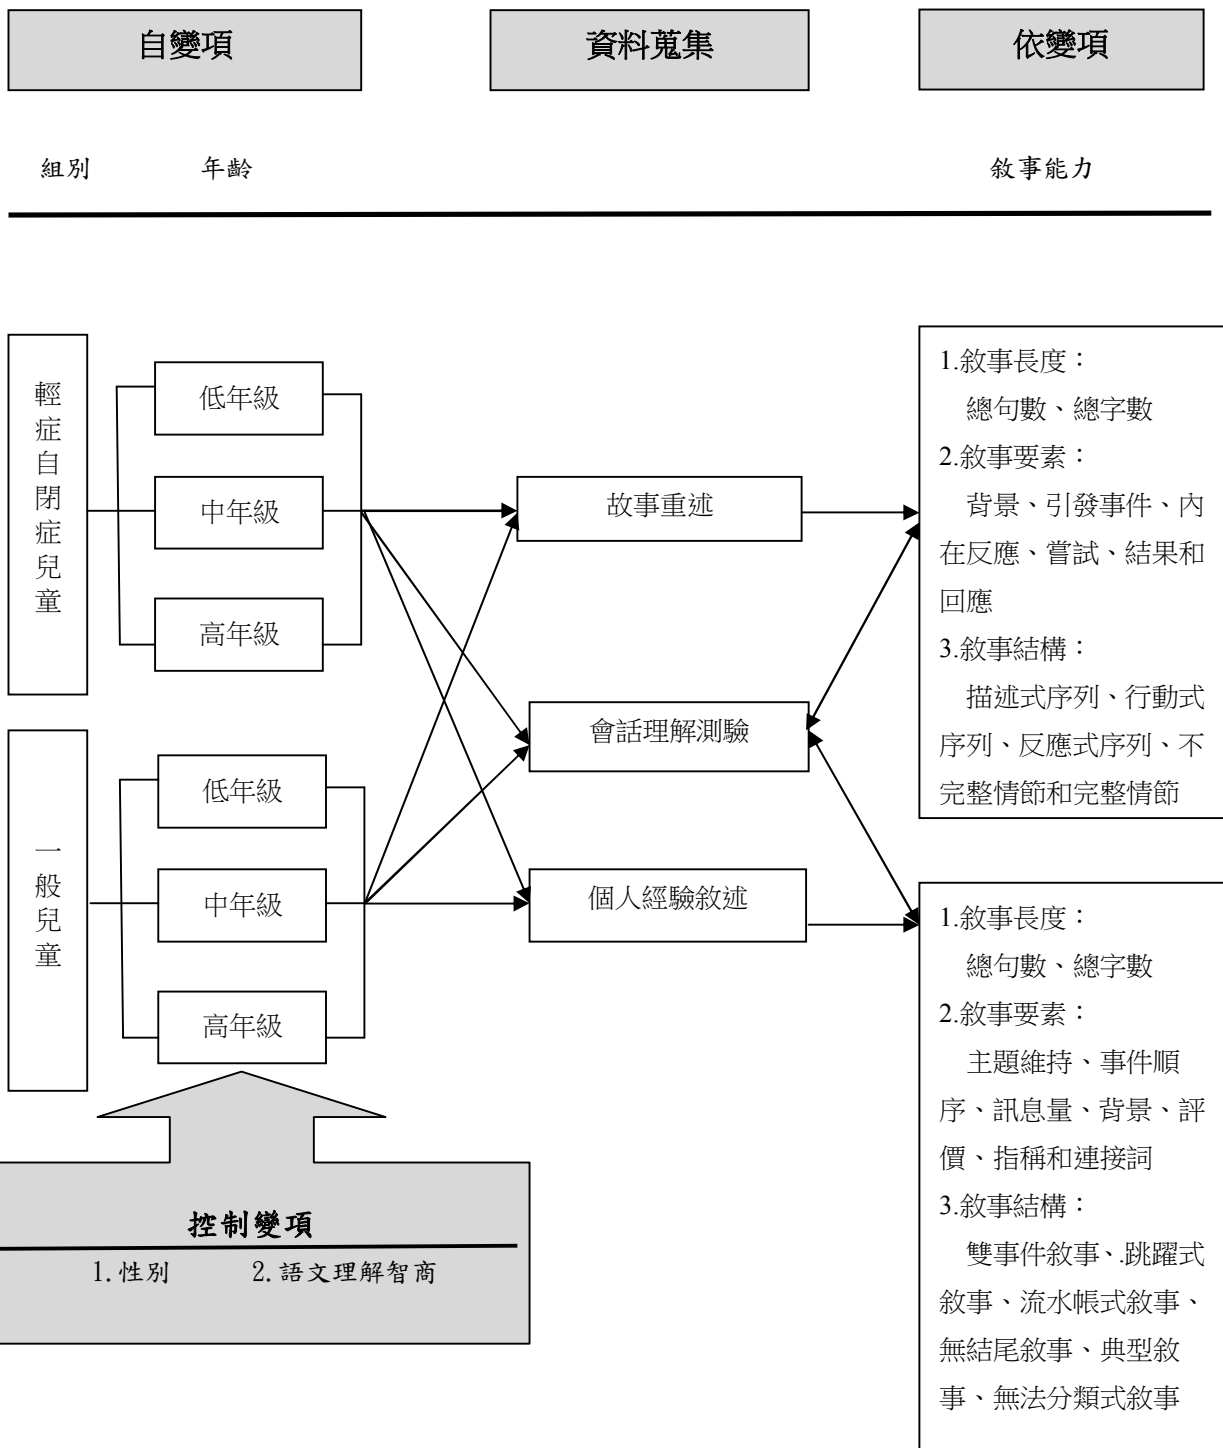 自變項
資料蒐集
依變項
組別
年齡
敘事能力
輕症自閉症兒童
低年級
中年級
高年級
一般兒童
低年級
中年級
高年級
故事重述
會話理解測驗
個人經驗敘述
1.敘事長度：
總句數、總字數
2.敘事要素：
背景、引發事件、內
在反應、嘗試、結果和
回應
3.敘事結構：
描述式序列、行動式
序列、反應式序列、不
完整情節和完整情節
1.敘事長度：
總句數、總字數
2.敘事要素：
主題維持、事件順
序、訊息量、背景、評
價、指稱和連接詞
3.敘事結構：
雙事件敘事、.跳躍式
敘事、流水帳式敘事、
無結尾敘事、典型敘
事、無法分類式敘事
控制變項
1.性別 2.語文理解智商